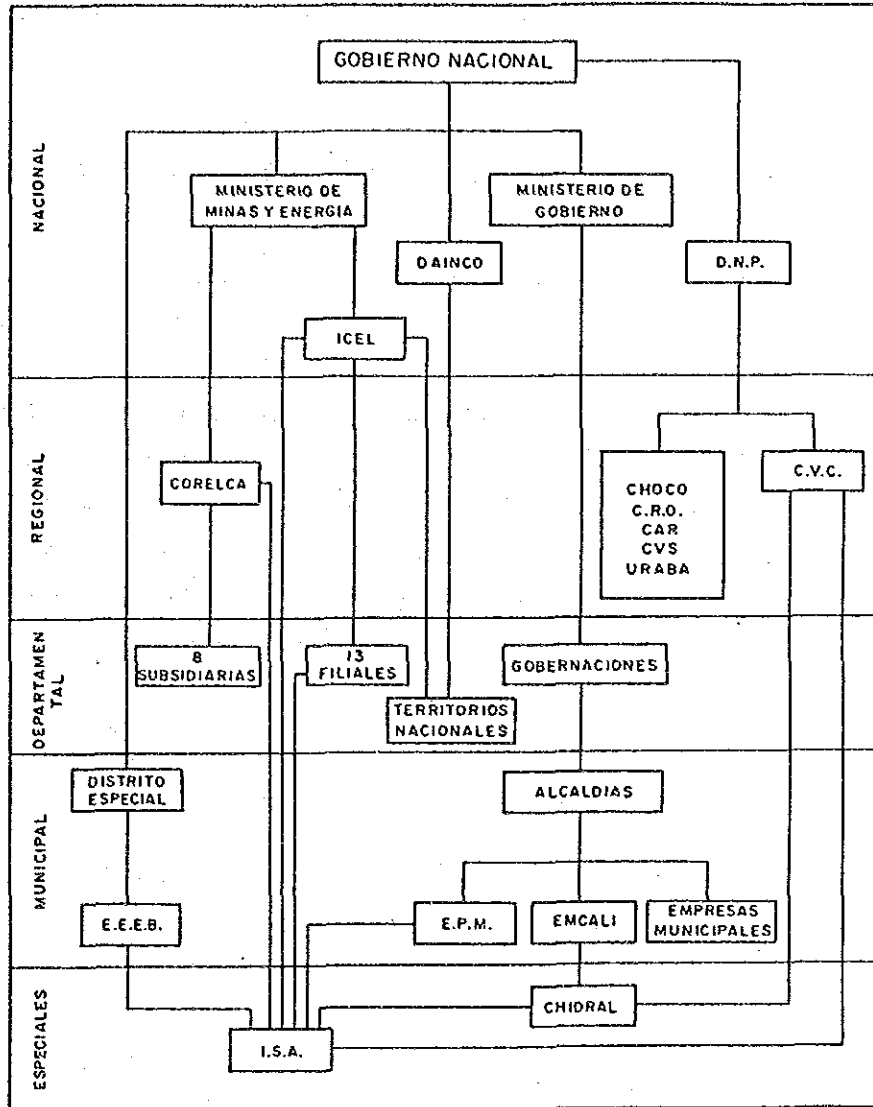 GOBIERNO NACIONAL
NACIONAL
MINISTERIO DE
MINAS Y ENERGIA
MINISTERIO DE
GOBIERNO
DAINCO
D.N.P.
ICEL
REGIONAL
CORELCA
CHOCO
C.R.O.
CAR
CVS
URABA
C.V.C.
DEPARTAMEN
TAL
8
SUBSIDIARIAS
13
FILIALES
GOBERNACIONES
TERRITORIOS
NACIONALES
MUNICIPAL
DISTRITO
ESPECIAL
ALCALDIAS
E.E.E.B.
E.P.M.
EMCALI
EMPRESAS
MUNICIPALES
ESPECIALES
CHIDRAL
I.S.A.